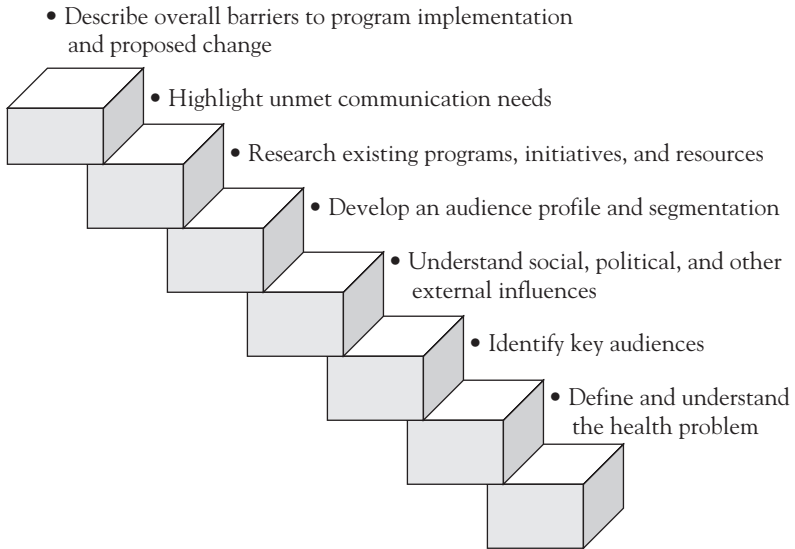 • Describe overall barriers to program implementation
and proposed change
• Highlight unmet communication needs
• Research existing programs, initiatives, and resources
• Develop an audience profile and segmentation
• Understand social, political, and other
external influences
• Identify key audiences
• Define and understand
the health problem